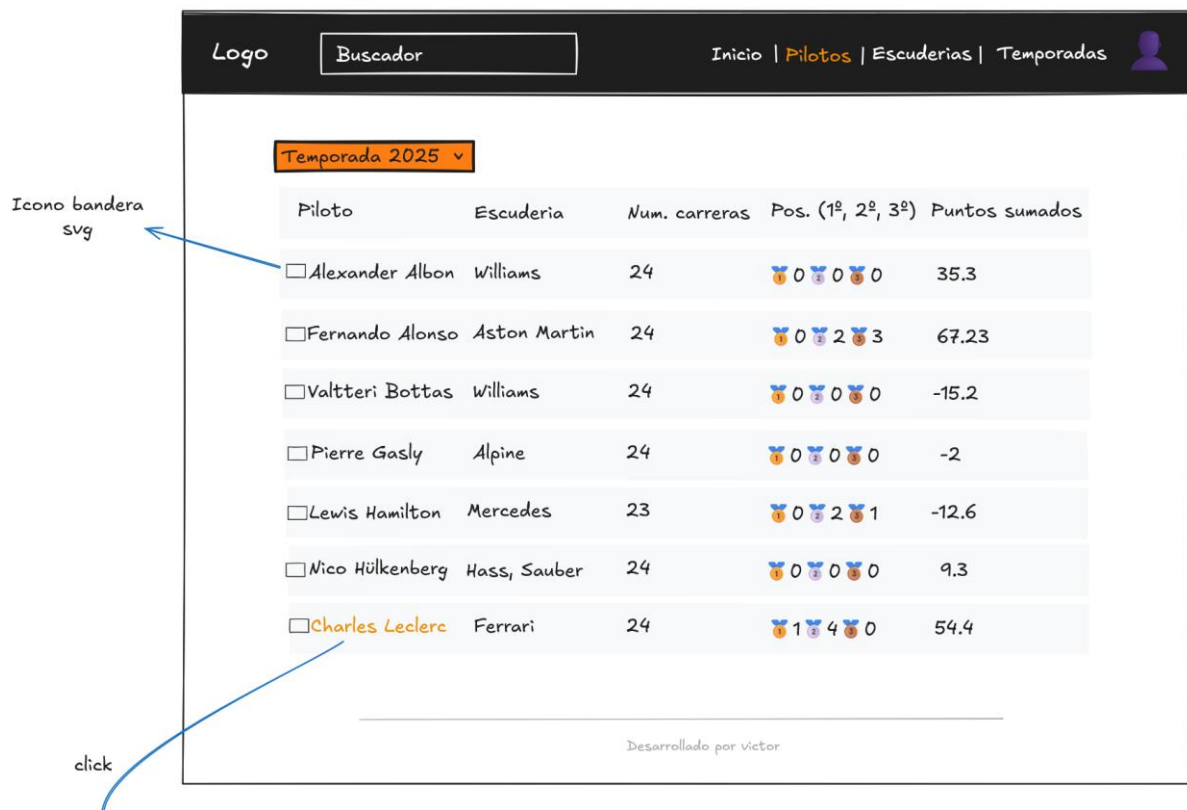 Logo Buscador Inicio | Pilotos | Escuderias | Temporadas
Temporada 2025
Icono bandera
svg
Piloto Escuderia Num. carreras Pos. (1º, 2º, 3º) Puntos sumados
Alexander Albon Williams 24 🥇 0 🥈 0 🥉 0 35.3
Fernando Alonso Aston Martin 24 🥇 0 🥈 2 🥉 3 67.23
Valtteri Bottas Williams 24 🥇 0 🥈 0 🥉 0 -15.2
Pierre Gasly Alpine 24 🥇 0 🥈 0 🥉 0 -2
Lewis Hamilton Mercedes 23 🥇 0 🥈 2 🥉 1 -12.6
Nico Hülkenberg Hass, Sauber 24 🥇 0 🥈 0 🥉 0 9.3
Charles Leclerc Ferrari 24 🥇 1 🥈 4 🥉 0 54.4
Desarrollado por victor
click